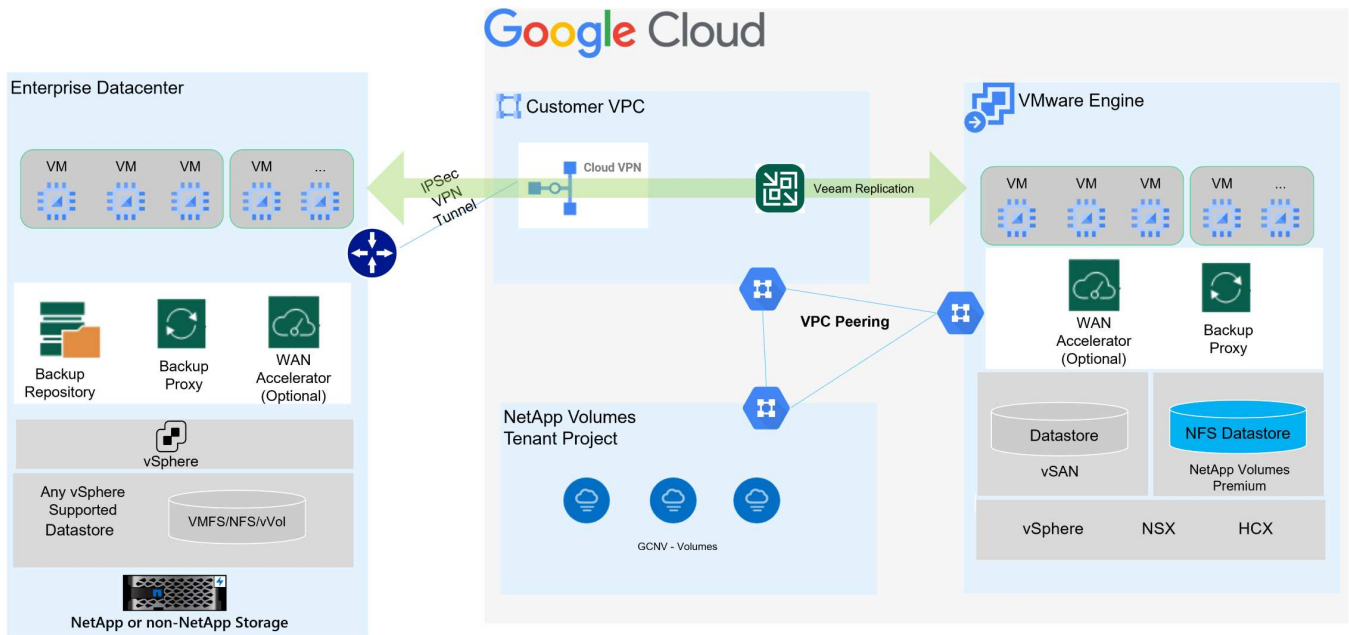 Google Cloud
Enterprise Datacenter
VM
VM
VM
VM
...
IPSec
VPN
Tunnel
Backup
Repository
Backup
Proxy
WAN
Accelerator
(Optional)
vSphere
Any vSphere
Supported
Datastore
VMFS/NFS/vVol
NetApp or non-NetApp Storage
Customer VPC
Cloud VPN
Veeam Replication
VPC Peering
NetApp Volumes
Tenant Project
GCNV - Volumes
VMware Engine
VM
VM
VM
VM
...
WAN
Accelerator
(Optional)
Backup
Proxy
Datastore
vSAN
NFS Datastore
NetApp Volumes
Premium
vSphere
NSX
HCX